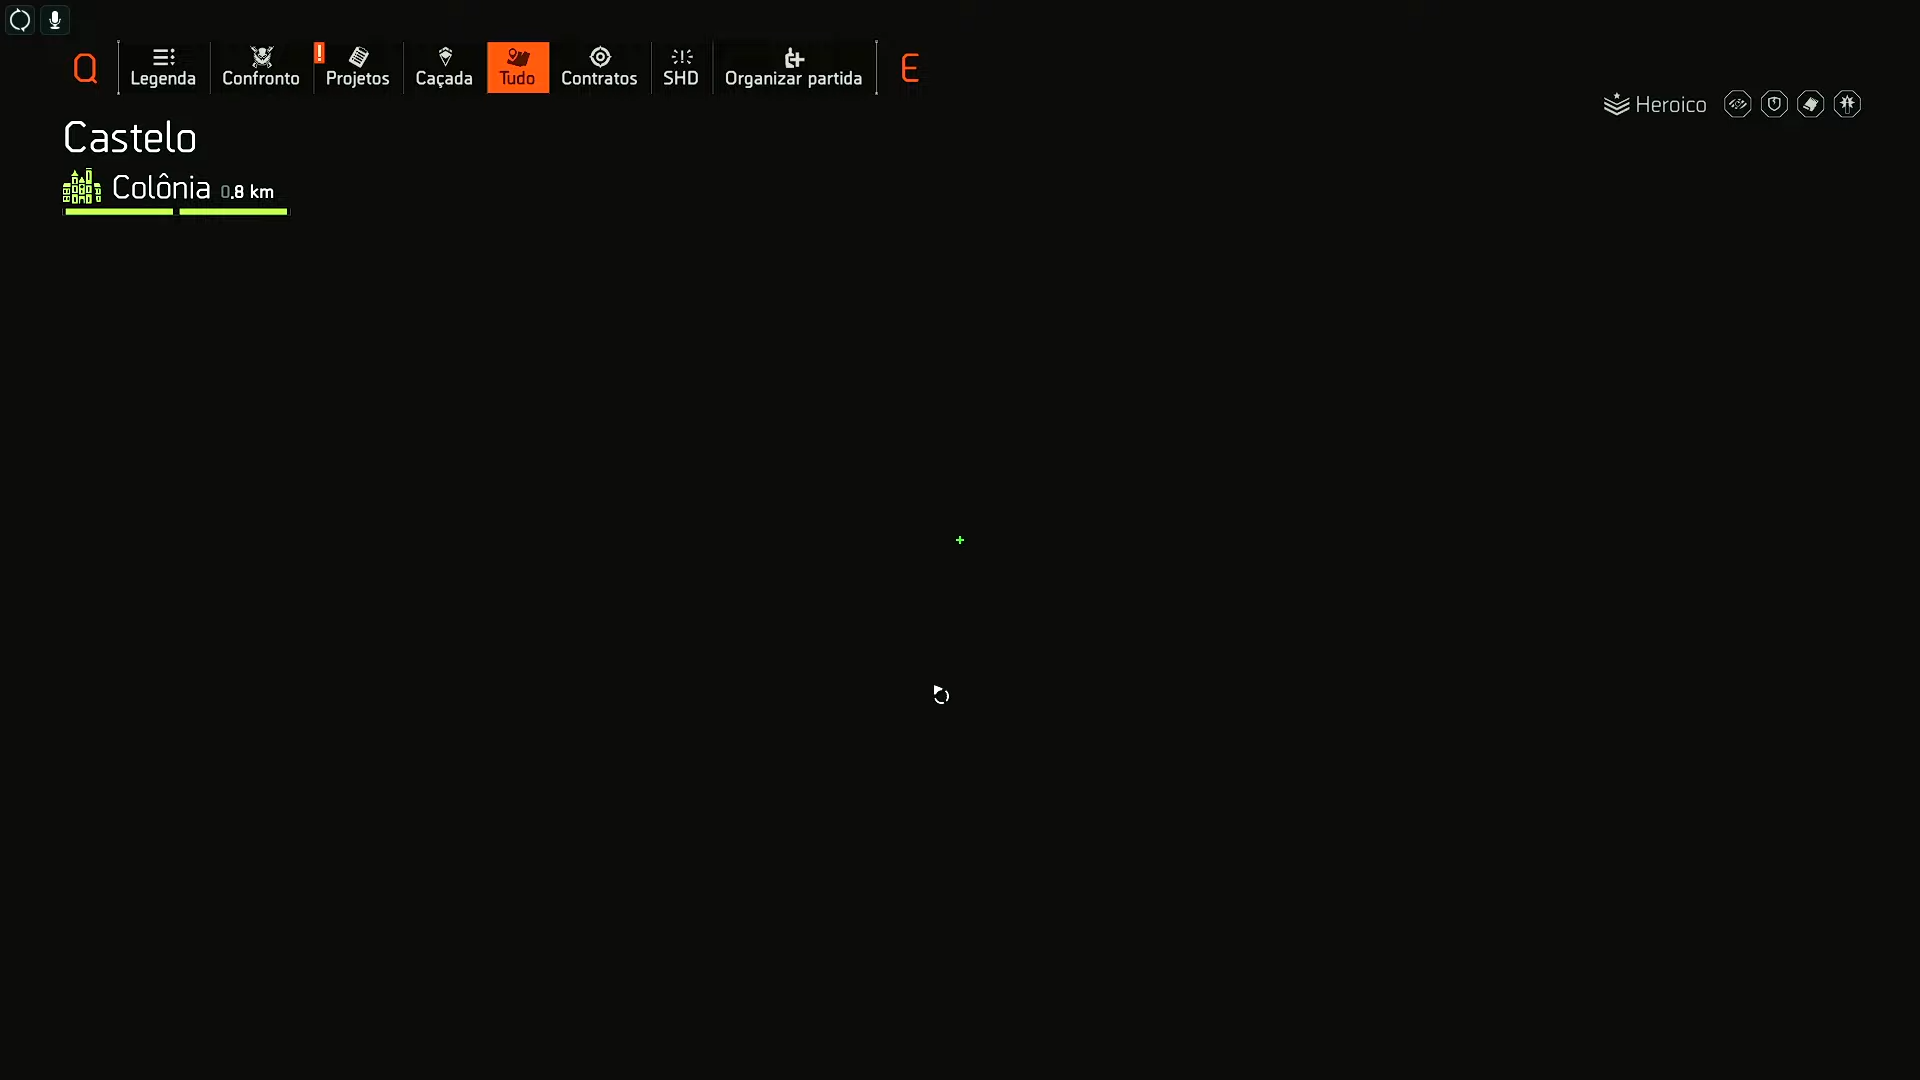 Q Legenda Confronto Projetos Caçada Tudo Contratos SHD Organizar partida E
Heroico
Castelo
Colônia 0.8 km